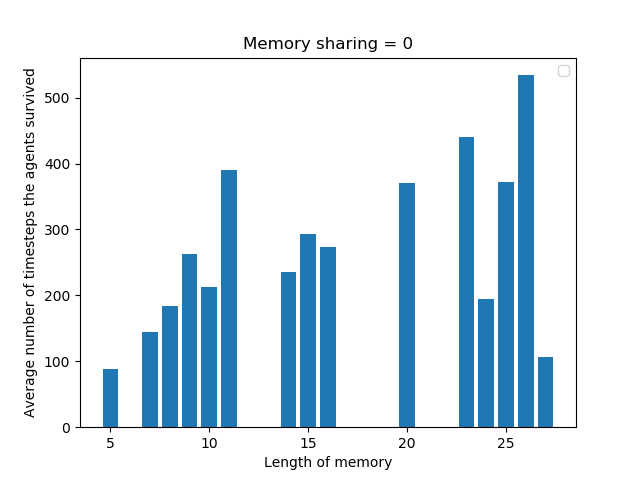 Memory sharing = 0
Average number of timesteps the agents survived
500
400
300
200
100
0
5 10 15 20 25
Length of memory